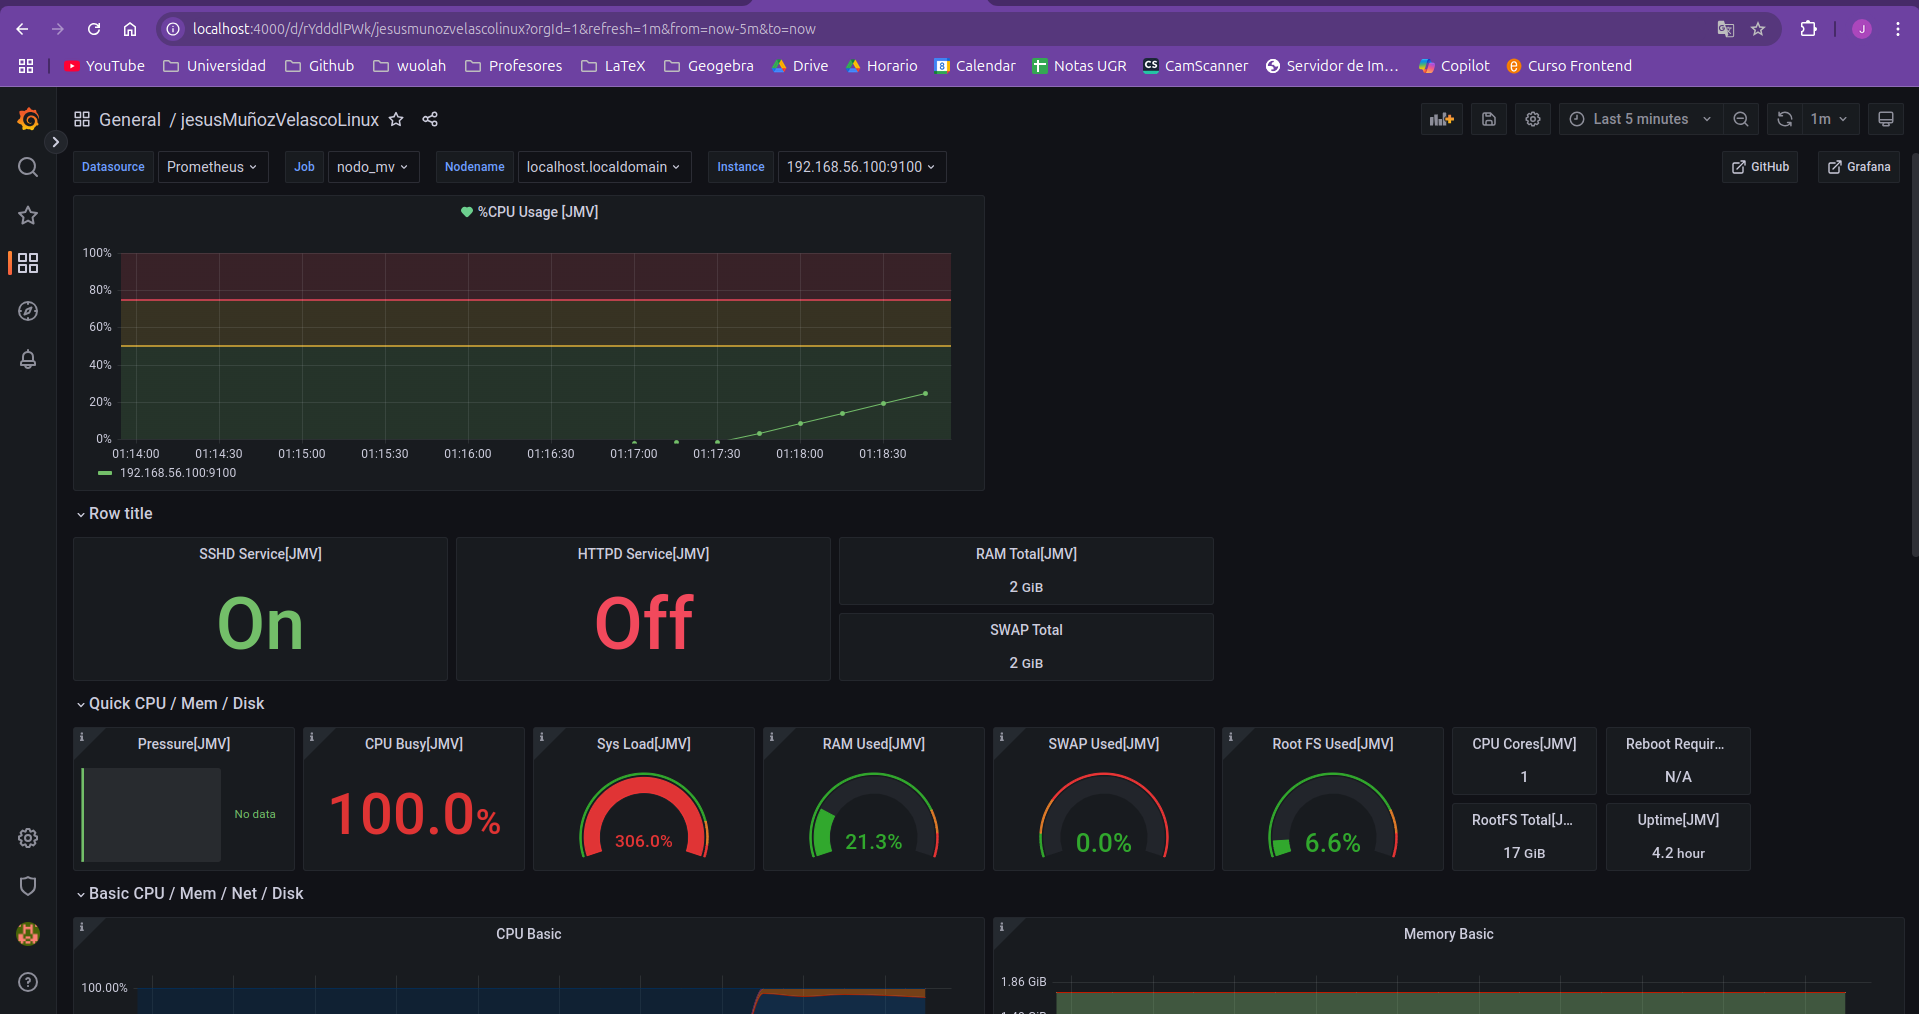 localhost:4000/d/rYdddlPWk/jesusmunozvelascolinux?orgId=1&refresh=1m&from=now-5m&to=now
J
YouTube Universidad Github wuolah Profesores LaTeX Geogebra Drive Horario Calendar Notas UGR CamScanner Servidor de Im... Copilot Curso Frontend
General / jesusMuñozVelascoLinux Last 5 minutes 1m
Datasource Prometheus Job nodo_mv Nodename localhost.localdomain Instance 192.168.56.100:9100 GitHub Grafana
%CPU Usage [JMV]
100%
80%
60%
40%
20%
0%
01:14:00 01:14:30 01:15:00 01:15:30 01:16:00 01:16:30 01:17:00 01:17:30 01:18:00 01:18:30
192.168.56.100:9100
Row title
SSHD Service[JMV]
On
HTTPD Service[JMV]
Off
RAM Total[JMV]
2 GiB
SWAP Total
2 GiB
Quick CPU / Mem / Disk
Pressure[JMV]
No data
CPU Busy[JMV]
100.0%
Sys Load[JMV]
306.0%
RAM Used[JMV]
21.3%
SWAP Used[JMV]
0.0%
Root FS Used[JMV]
6.6%
CPU Cores[JMV]
1
Reboot Requir...
N/A
RootFS Total[J...
17 GiB
Uptime[JMV]
4.2 hour
Basic CPU / Mem / Net / Disk
CPU Basic
100.00%
Memory Basic
1.86 GiB